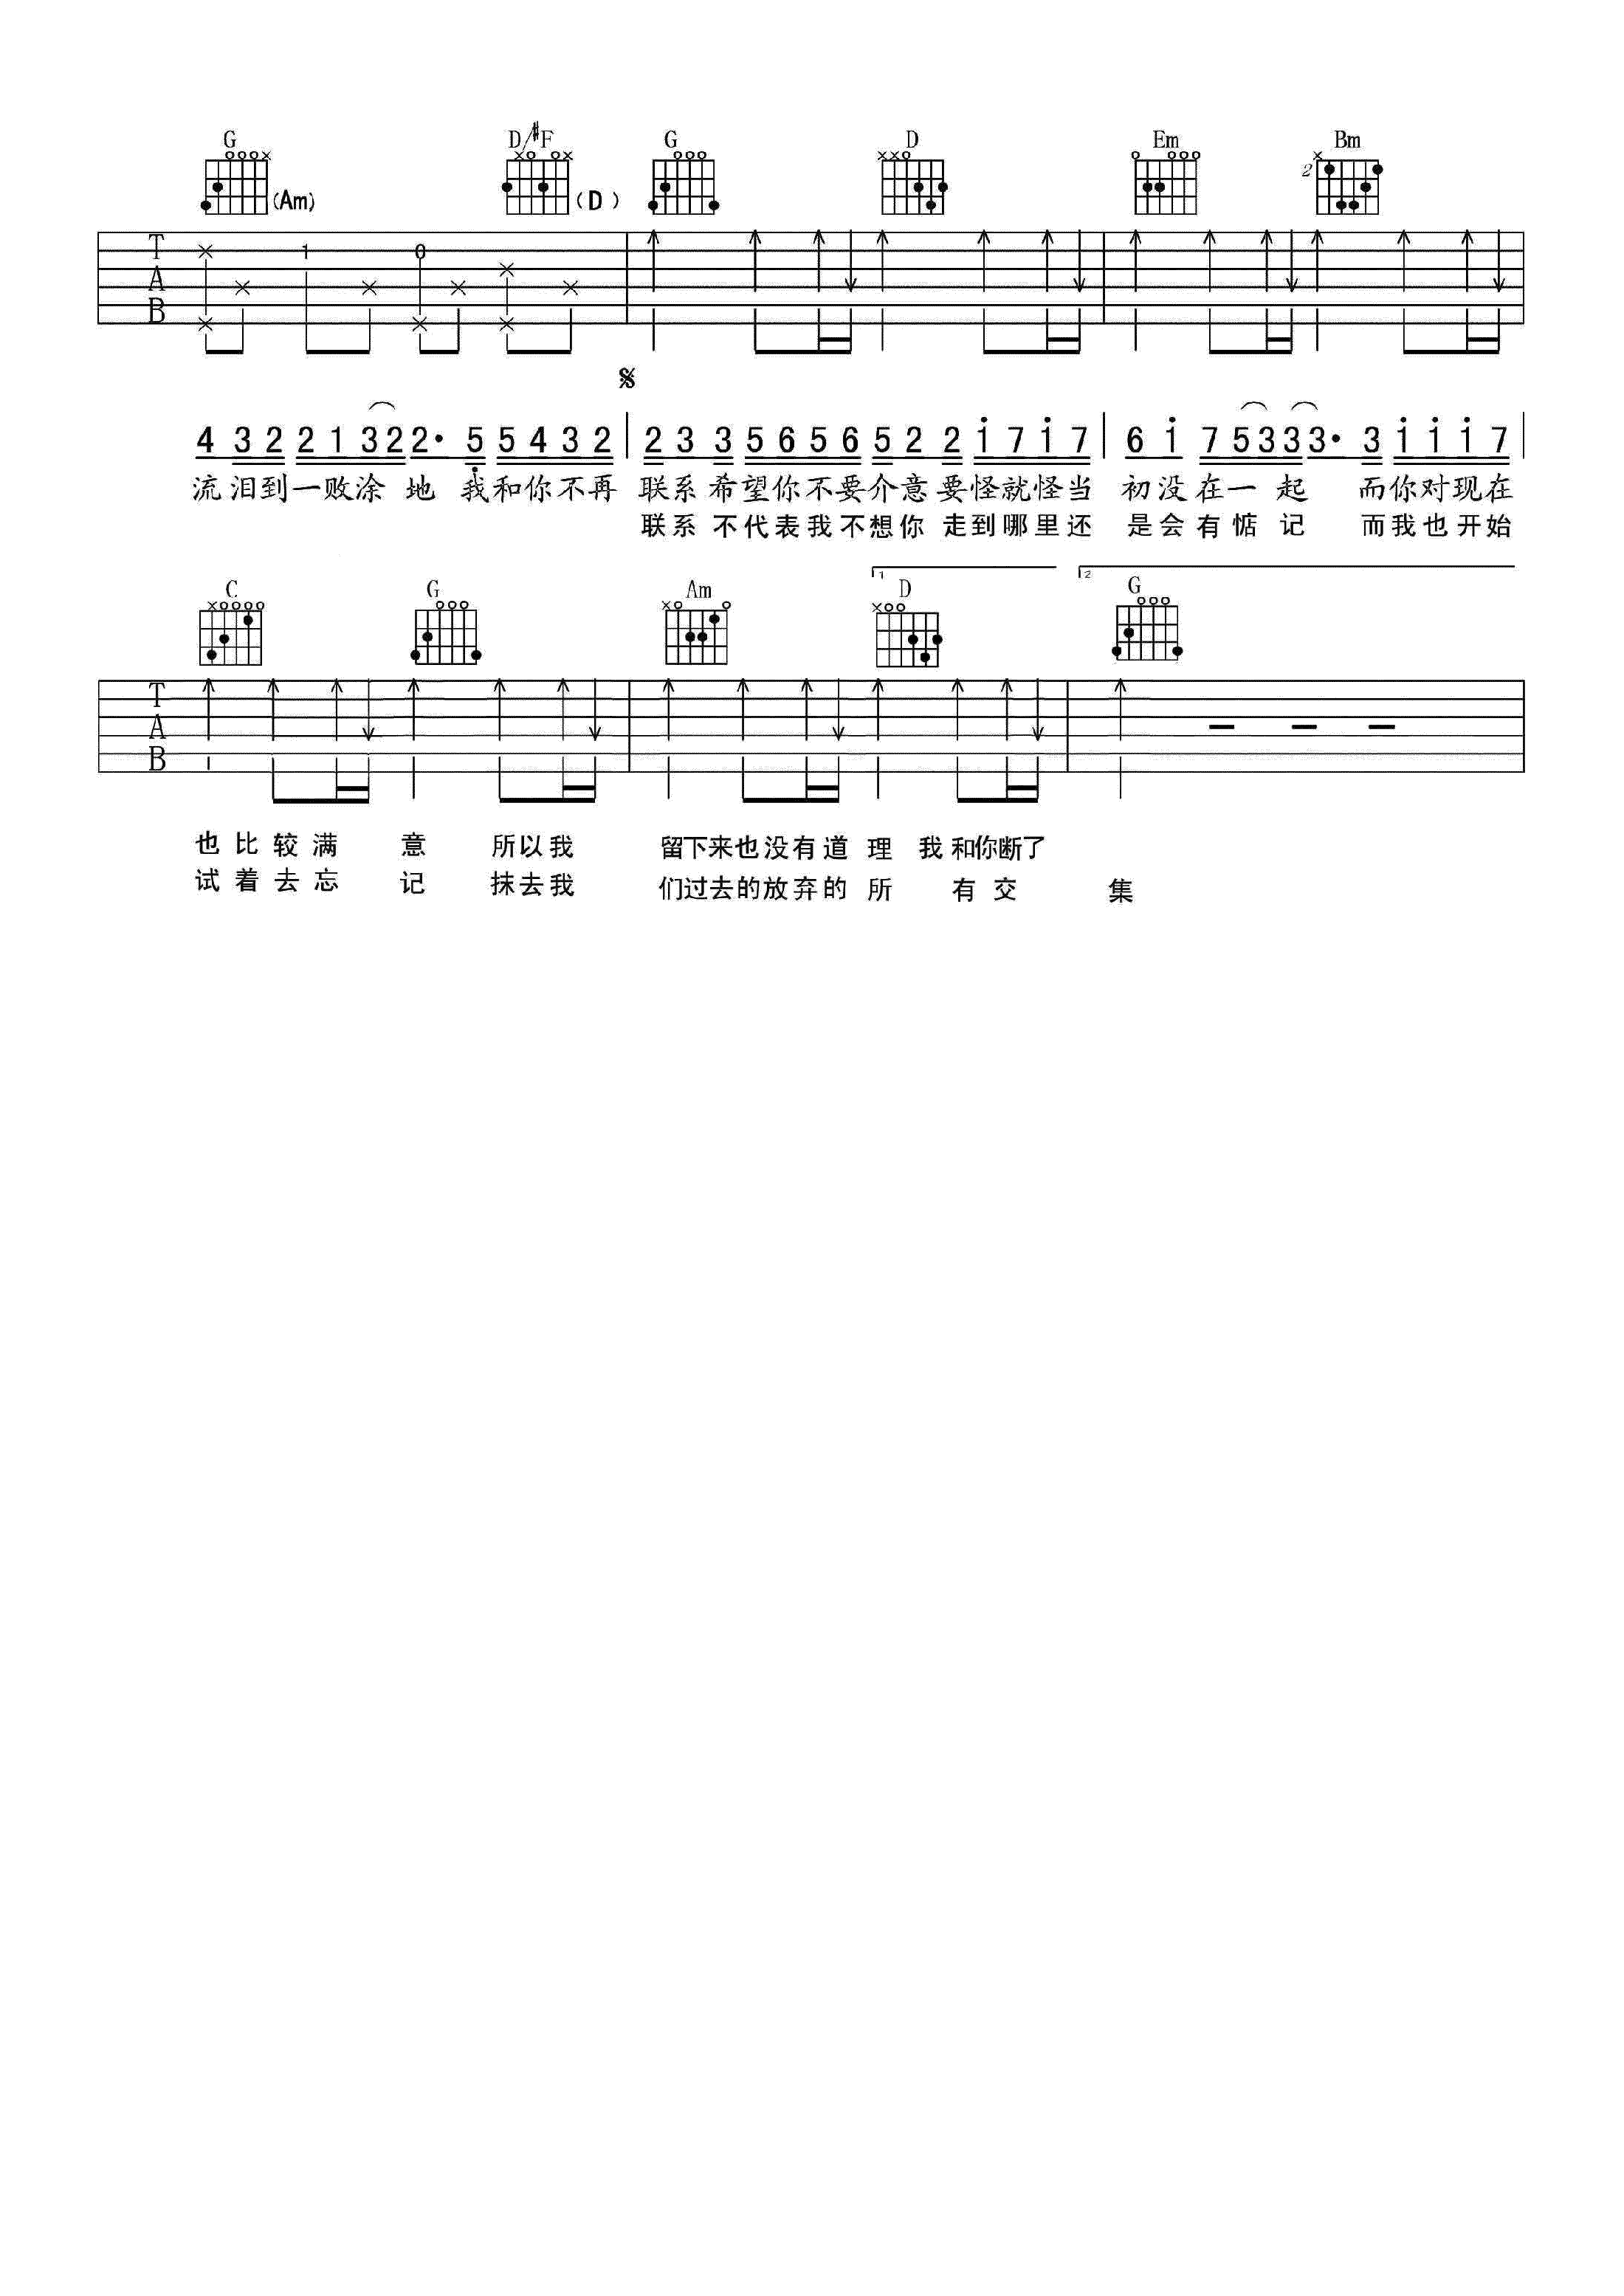 G D/#F G D Em Bm
(Am) (D) 2
T 1 0
A
B
4 3 2 2 1 3 2 2· 5 5 4 3 2 2 3 3 5 6 5 6 5 2 2 1 7 1 7 6 1 7 5 3 3 3· 3 1 1 1 7
流泪到一败涂 地 我和你不再 联系 希望你不要介意 要怪就怪当 初没在一 起 而你对现在
联系 不代表我不想你 走到哪里还 是会有惦 记 而我也开始
C G Am 1 D 2 G
T
A
B
也比较满 意 所以我 留下来也没有道 理 我和你断了
试着去忘 记 抹去我 们过去的放弃的 所 有交 集